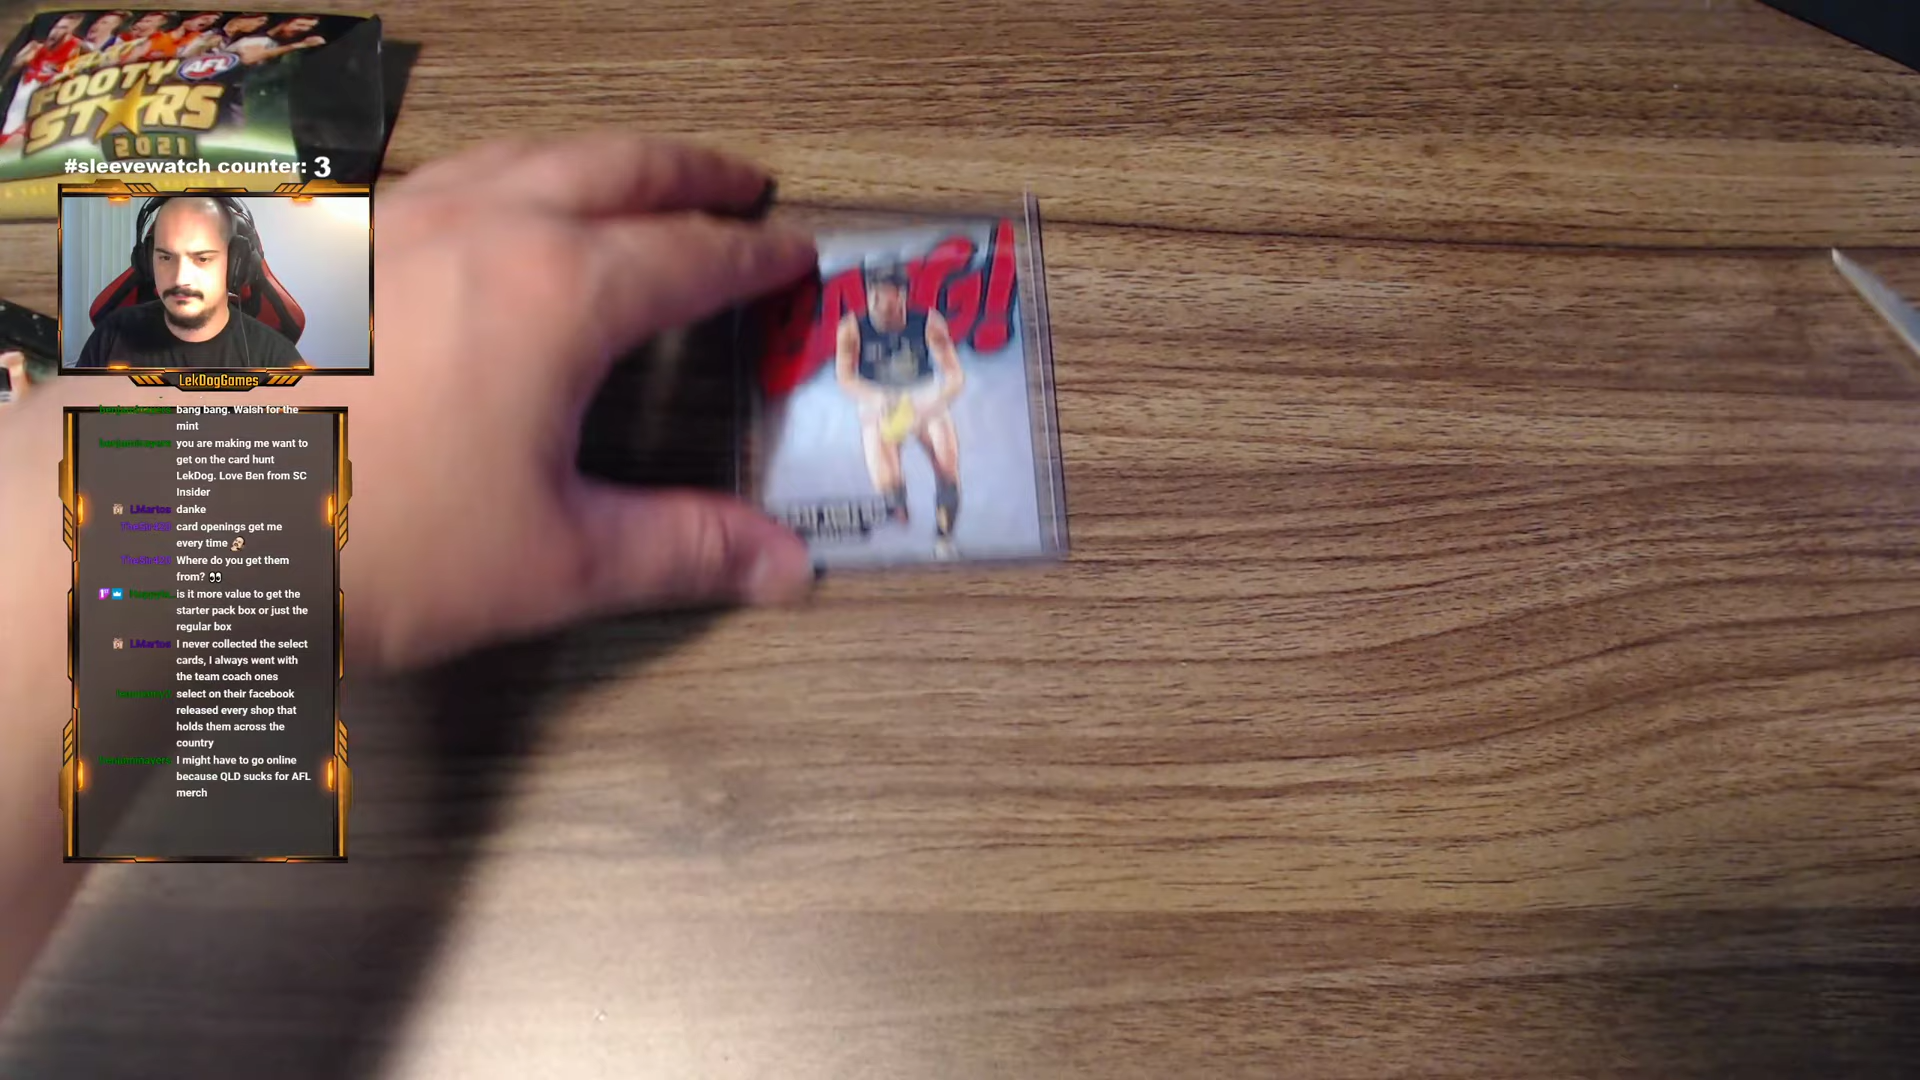 FOOTY AFL
STARS
2021
#sleevewatch counter: 3
LekDogGames
bang bang. Walsh for the
mint
you are making me want to
get on the card hunt
LekDog. Love Ben from SC
Insider
LMartos danke
card openings get me
every time
Where do you get them
from?
is it more value to get the
starter pack box or just the
regular box
LMartos I never collected the select
cards, I always went with
the team coach ones
select on their facebook
released every shop that
holds them across the
country
I might have to go online
because QLD sucks for AFL
merch